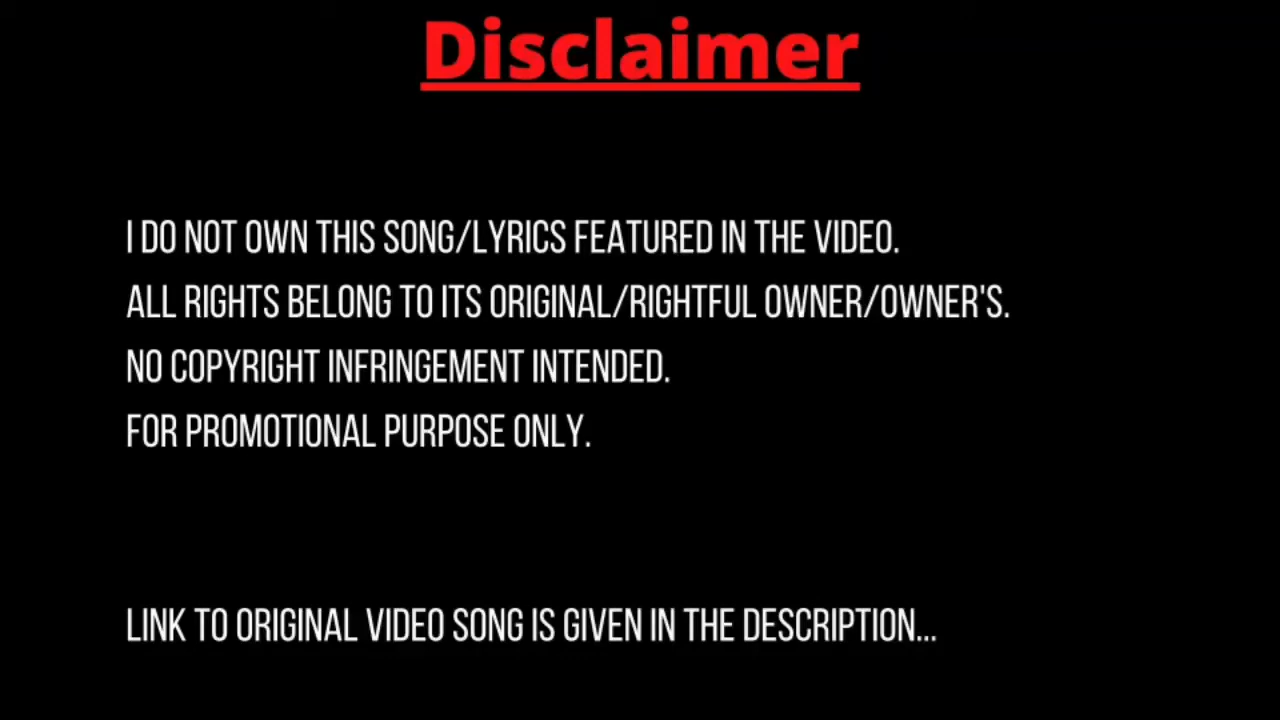 Disclaimer
I DO NOT OWN THIS SONG/LYRICS FEATURED IN THE VIDEO.
ALL RIGHTS BELONG TO ITS ORIGINAL/RIGHTFUL OWNER/OWNER'S.
NO COPYRIGHT INFRINGEMENT INTENDED.
FOR PROMOTIONAL PURPOSE ONLY.
LINK TO ORIGINAL VIDEO SONG IS GIVEN IN THE DESCRIPTION...